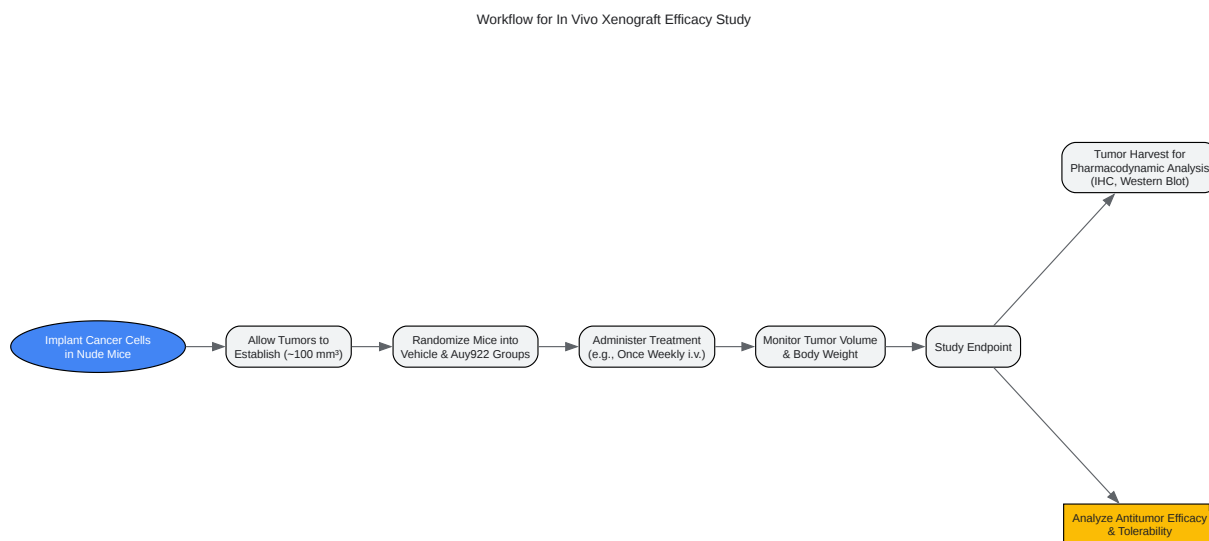 Workflow for In Vivo Xenograft Efficacy Study
Implant Cancer Cells
in Nude Mice
Allow Tumors to
Establish (~100 mm³)
Randomize Mice into
Vehicle & Auy922 Groups
Administer Treatment
(e.g., Once Weekly i.v.)
Monitor Tumor Volume
& Body Weight
Study Endpoint
Tumor Harvest for
Pharmacodynamic Analysis
(IHC, Western Blot)
Analyze Antitumor Efficacy
& Tolerability